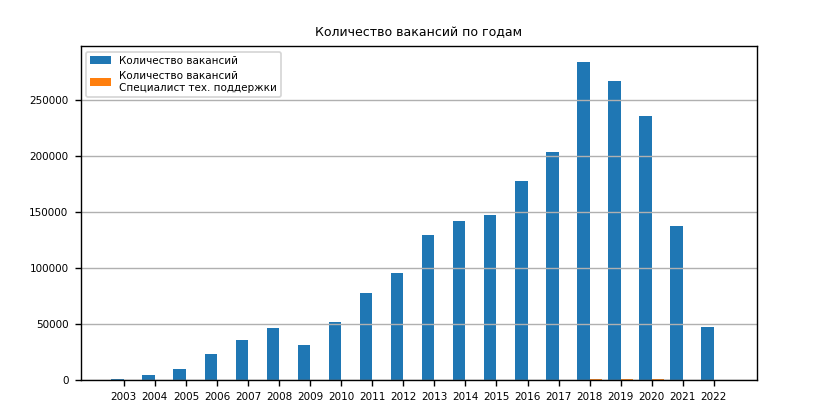 Количество вакансий по годам
Количество вакансий
Количество вакансий
Специалист тех. поддержки
250000
200000
150000
100000
50000
0
2003 2004 2005 2006 2007 2008 2009 2010 2011 2012 2013 2014 2015 2016 2017 2018 2019 2020 2021 2022